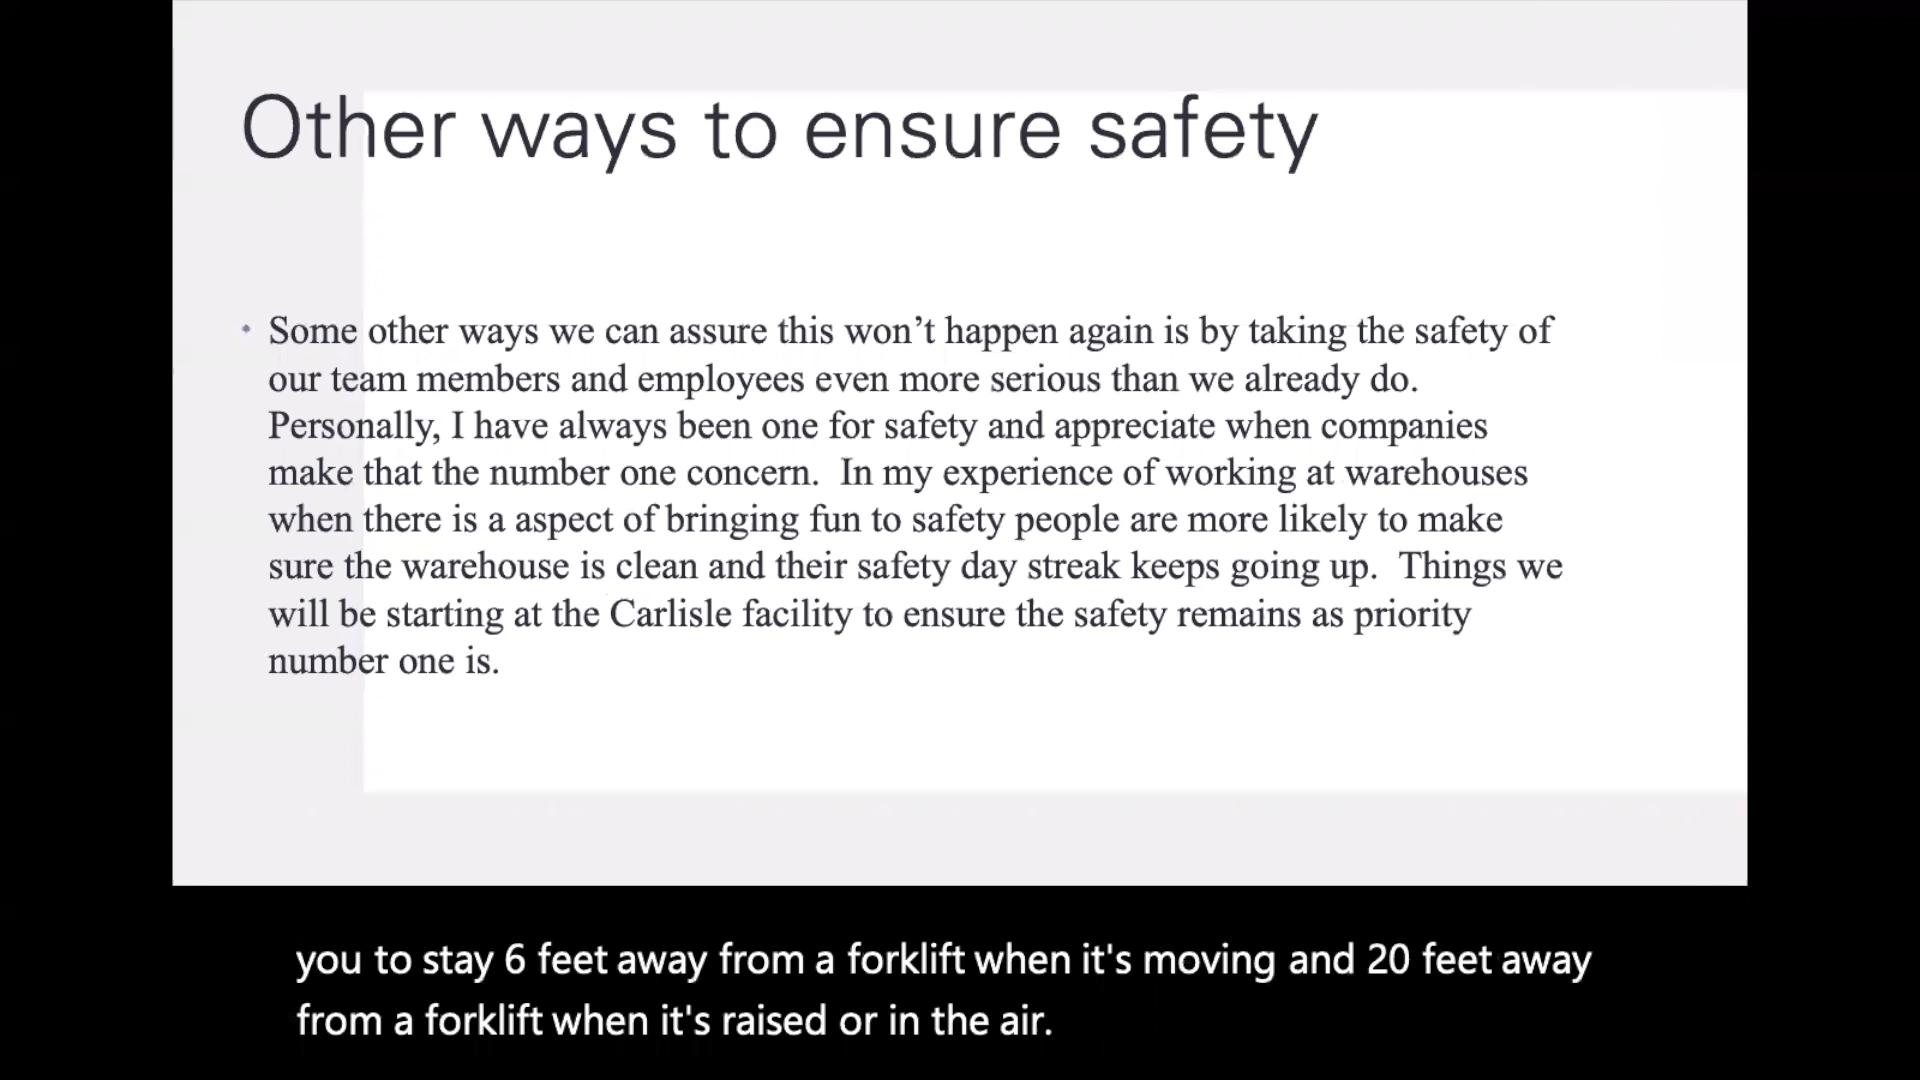 Other ways to ensure safety
Some other ways we can assure this won’t happen again is by taking the safety of
our team members and employees even more serious than we already do.
Personally, I have always been one for safety and appreciate when companies
make that the number one concern.  In my experience of working at warehouses
when there is a aspect of bringing fun to safety people are more likely to make
sure the warehouse is clean and their safety day streak keeps going up.  Things we
will be starting at the Carlisle facility to ensure the safety remains as priority
number one is.
you to stay 6 feet away from a forklift when it's moving and 20 feet away
from a forklift when it's raised or in the air.